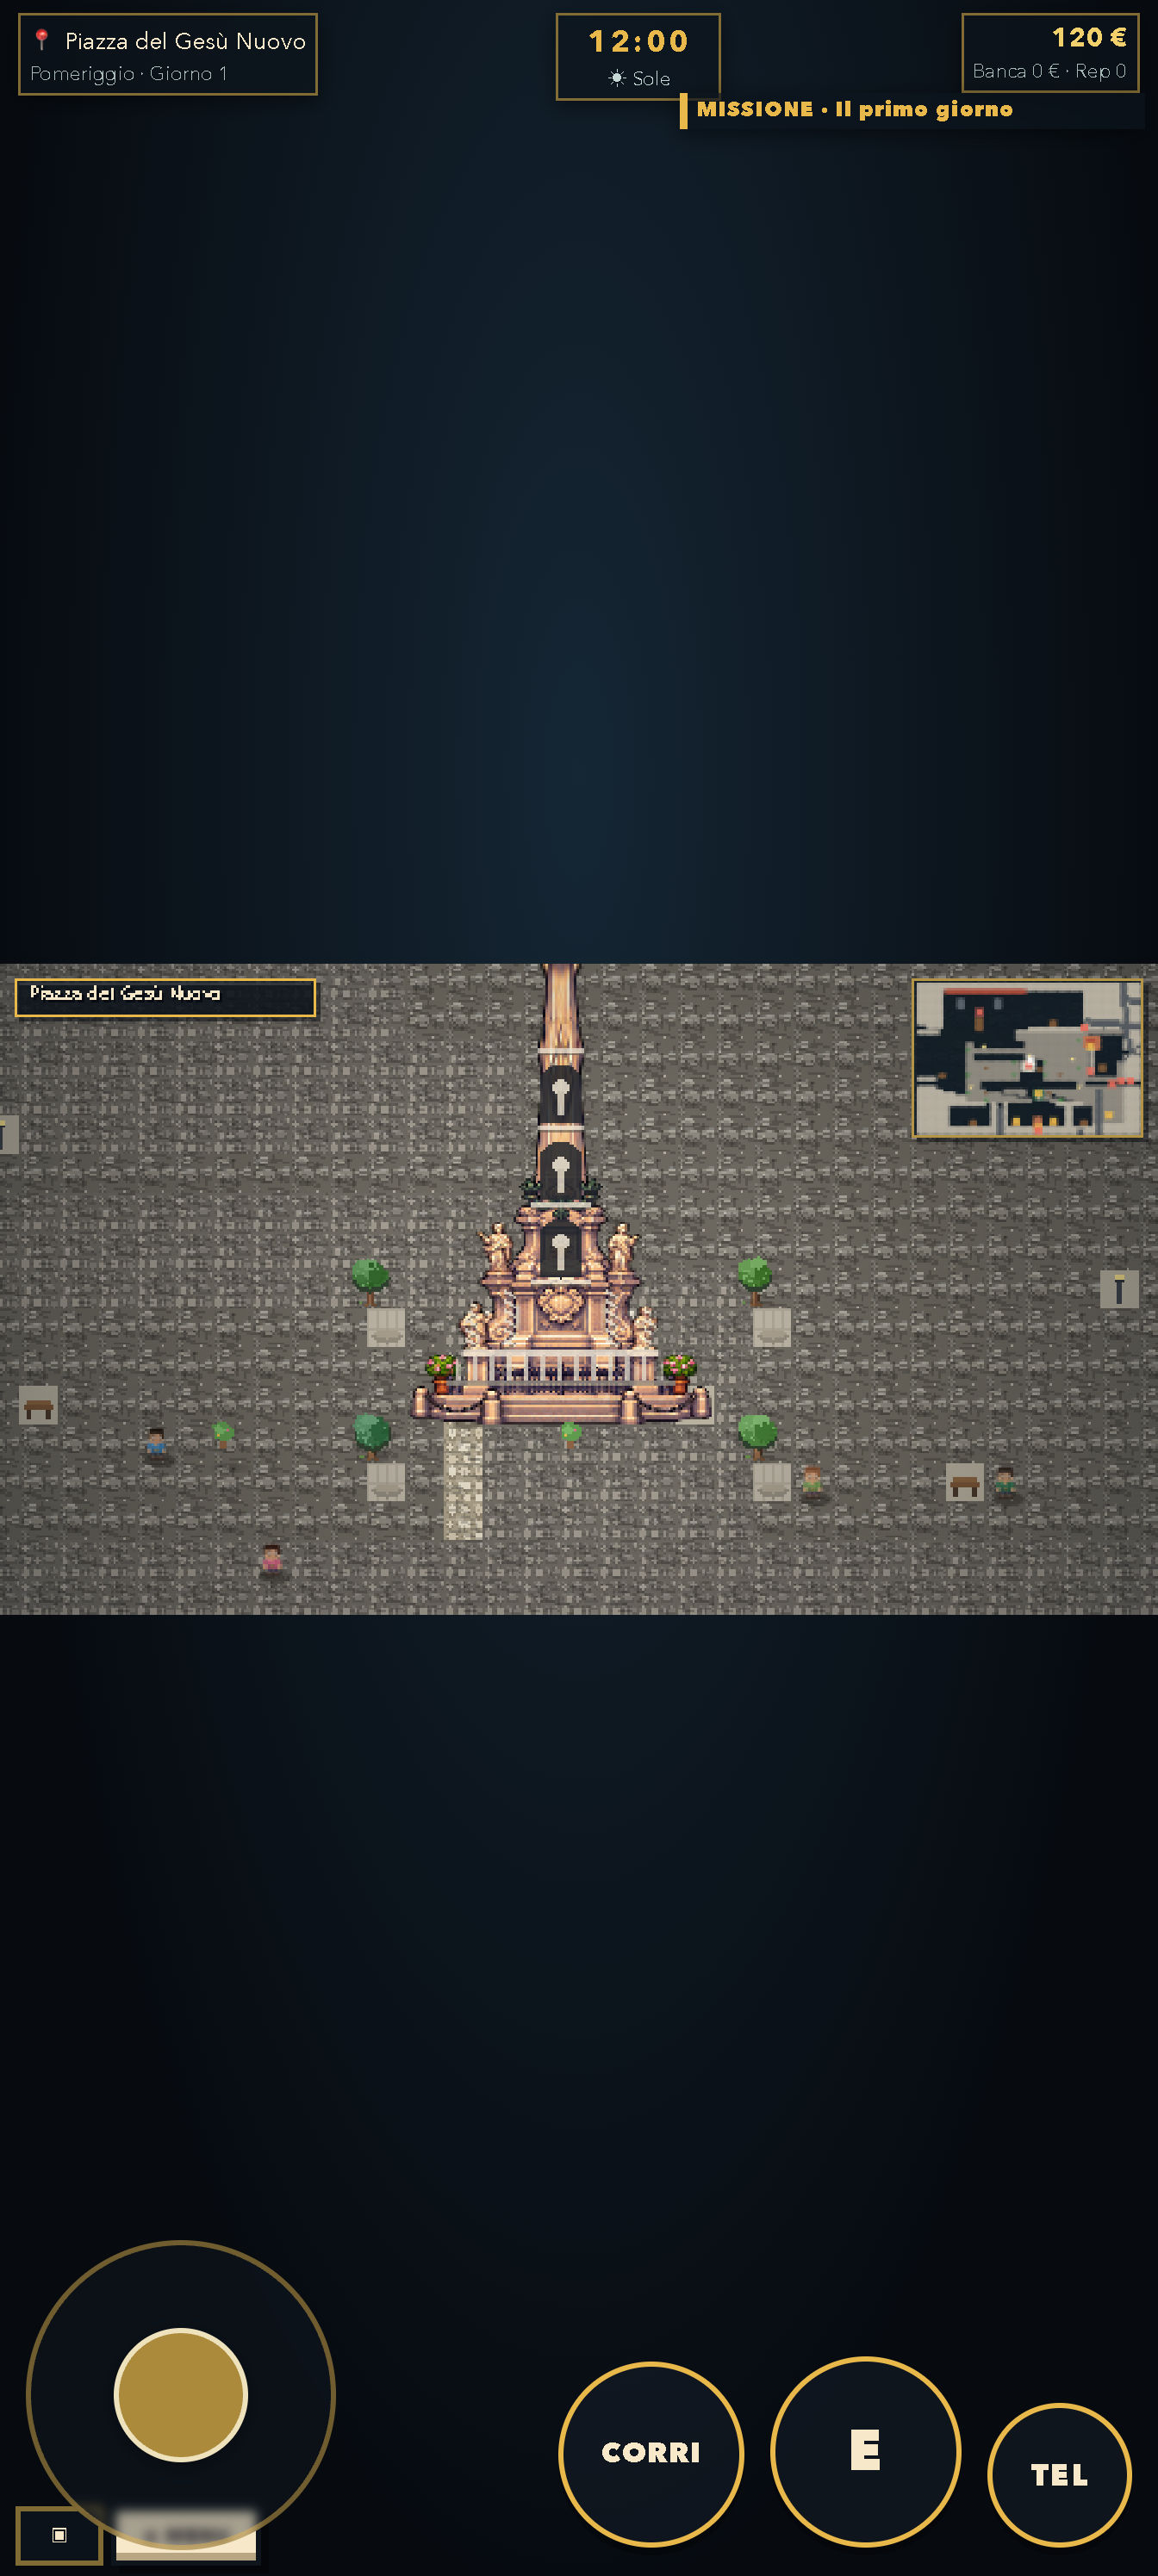 Piazza del Gesù Nuovo
Pomeriggio · Giorno 1
12:00
Sole
120 €
Banca 0 € · Rep 0
MISSIONE · Il primo giorno
Piazza del Gesù Nuovo
CORRI
E
TEL